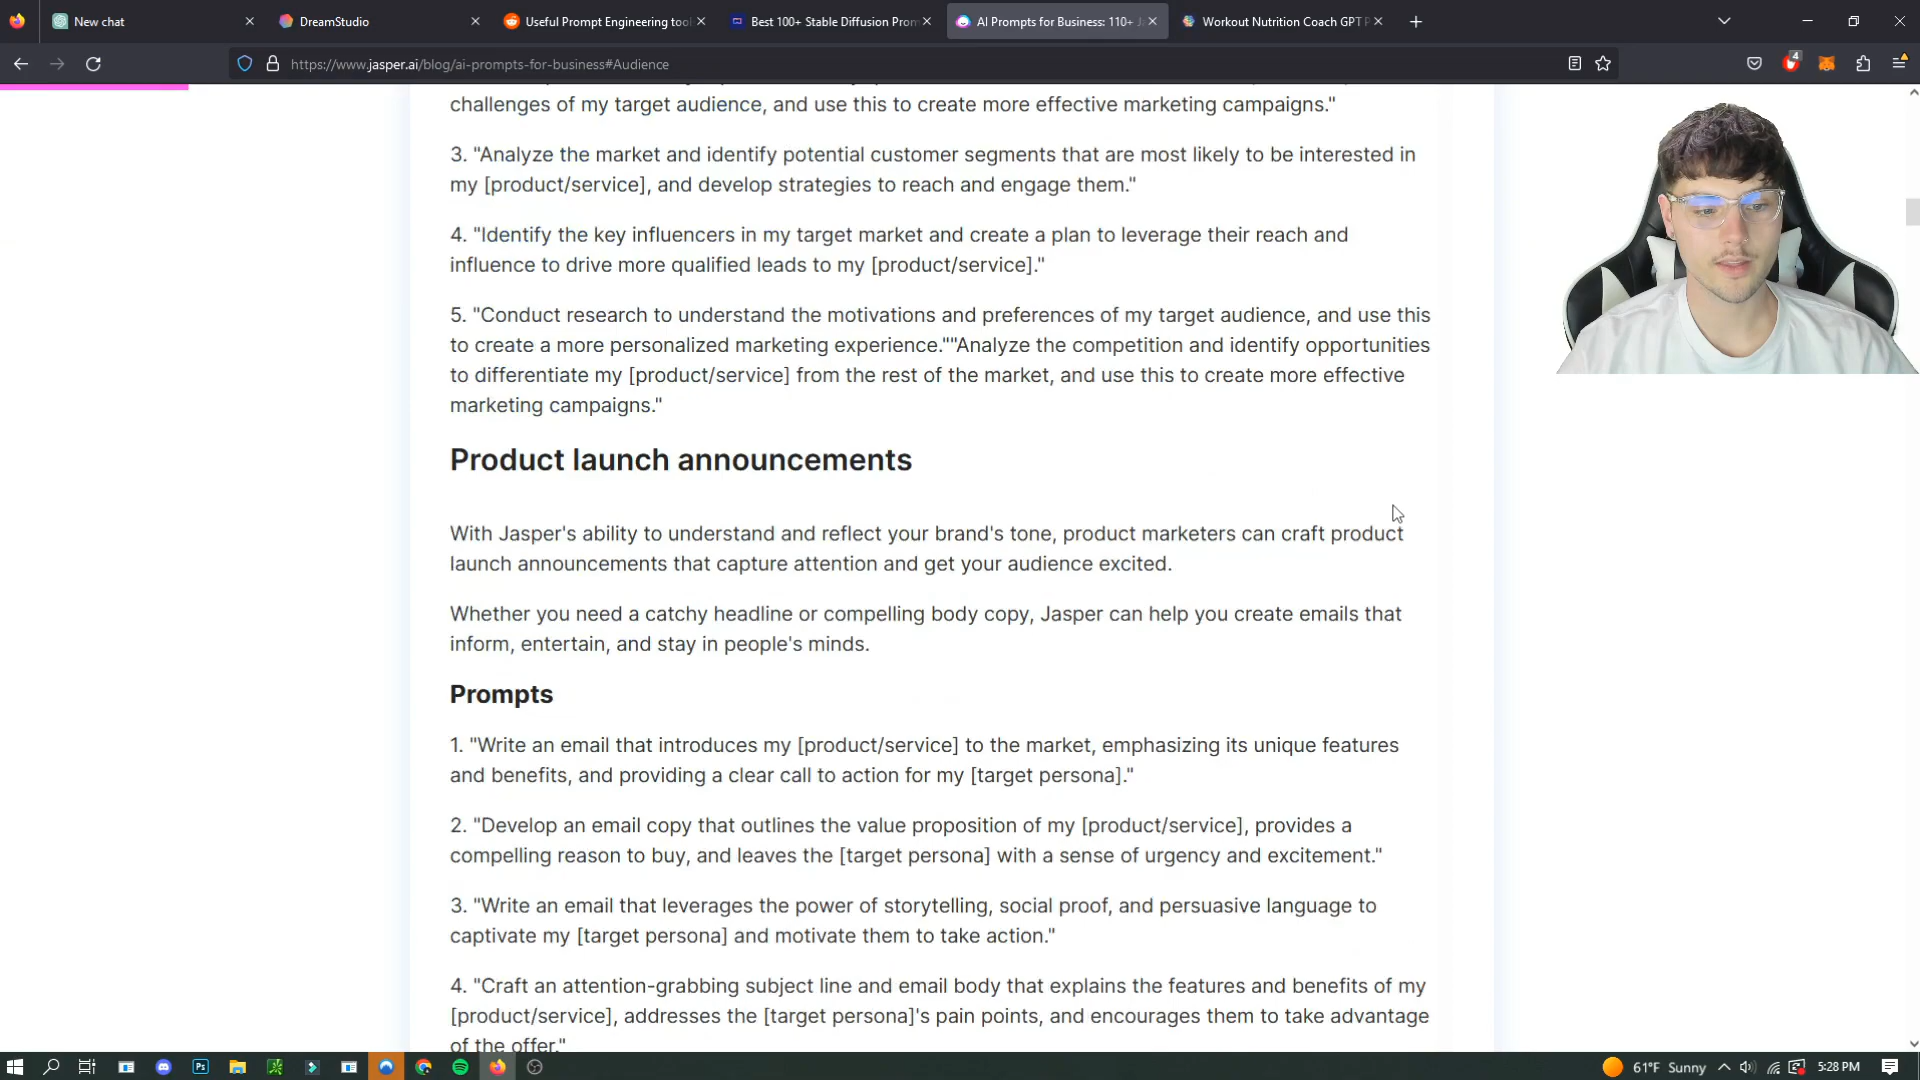 New chat
DreamStudio
Useful Prompt Engineering tool
Best 100+ Stable Diffusion Prom
AI Prompts for Business: 110+ J
Workout Nutrition Coach GPT P
https://www.jasper.ai/blog/ai-prompts-for-business#Audience
4
challenges of my target audience, and use this to create more effective marketing campaigns."
3. "Analyze the market and identify potential customer segments that are most likely to be interested in
my [product/service], and develop strategies to reach and engage them."
4. "Identify the key influencers in my target market and create a plan to leverage their reach and
influence to drive more qualified leads to my [product/service]."
5. "Conduct research to understand the motivations and preferences of my target audience, and use this
to create a more personalized marketing experience.""Analyze the competition and identify opportunities
to differentiate my [product/service] from the rest of the market, and use this to create more effective
marketing campaigns."
Product launch announcements
With Jasper's ability to understand and reflect your brand's tone, product marketers can craft product
launch announcements that capture attention and get your audience excited.
Whether you need a catchy headline or compelling body copy, Jasper can help you create emails that
inform, entertain, and stay in people's minds.
Prompts
1. "Write an email that introduces my [product/service] to the market, emphasizing its unique features
and benefits, and providing a clear call to action for my [target persona]."
2. "Develop an email copy that outlines the value proposition of my [product/service], provides a
compelling reason to buy, and leaves the [target persona] with a sense of urgency and excitement."
3. "Write an email that leverages the power of storytelling, social proof, and persuasive language to
captivate my [target persona] and motivate them to take action."
4. "Craft an attention-grabbing subject line and email body that explains the features and benefits of my
[product/service], addresses the [target persona]'s pain points, and encourages them to take advantage
of the offer."
Ps
61°F Sunny
5:28 PM